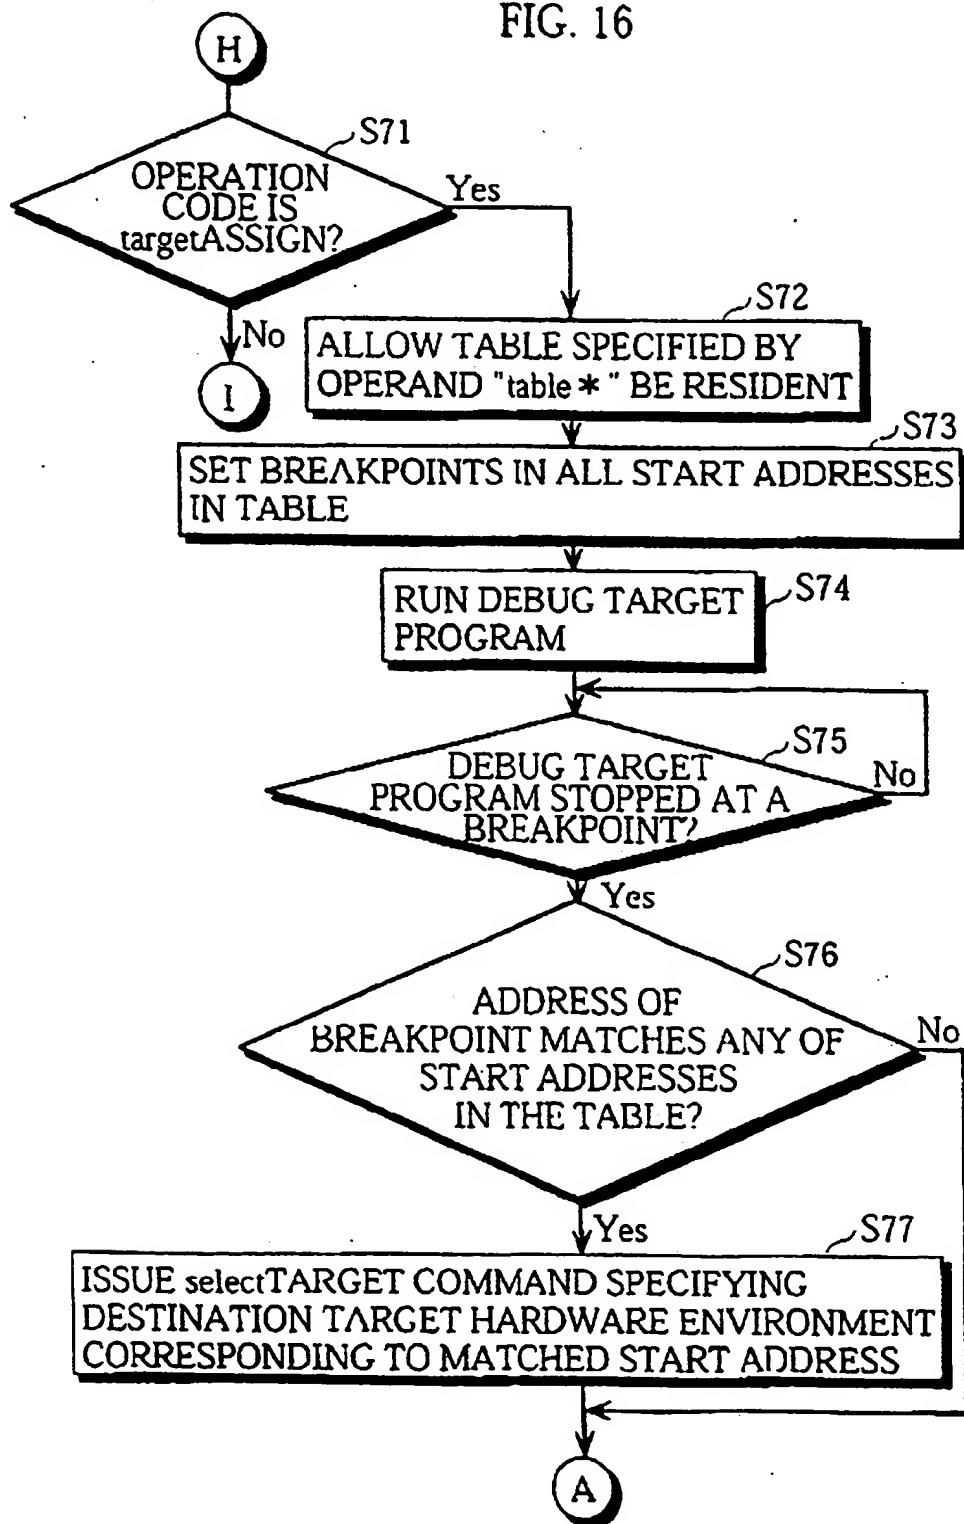 FIG. 16
H
S71
OPERATION
CODE IS
targetASSIGN?
Yes
No
I
S72
ALLOW TABLE SPECIFIED BY
OPERAND "table *" BE RESIDENT
S73
SET BREAKPOINTS IN ALL START ADDRESSES
IN TABLE
S74
RUN DEBUG TARGET
PROGRAM
S75
DEBUG TARGET
PROGRAM STOPPED AT A
BREAKPOINT?
No
Yes
S76
ADDRESS OF
BREAKPOINT MATCHES ANY OF
START ADDRESSES
IN THE TABLE?
No
Yes
S77
ISSUE selectTARGET COMMAND SPECIFYING
DESTINATION TARGET HARDWARE ENVIRONMENT
CORRESPONDING TO MATCHED START ADDRESS
A